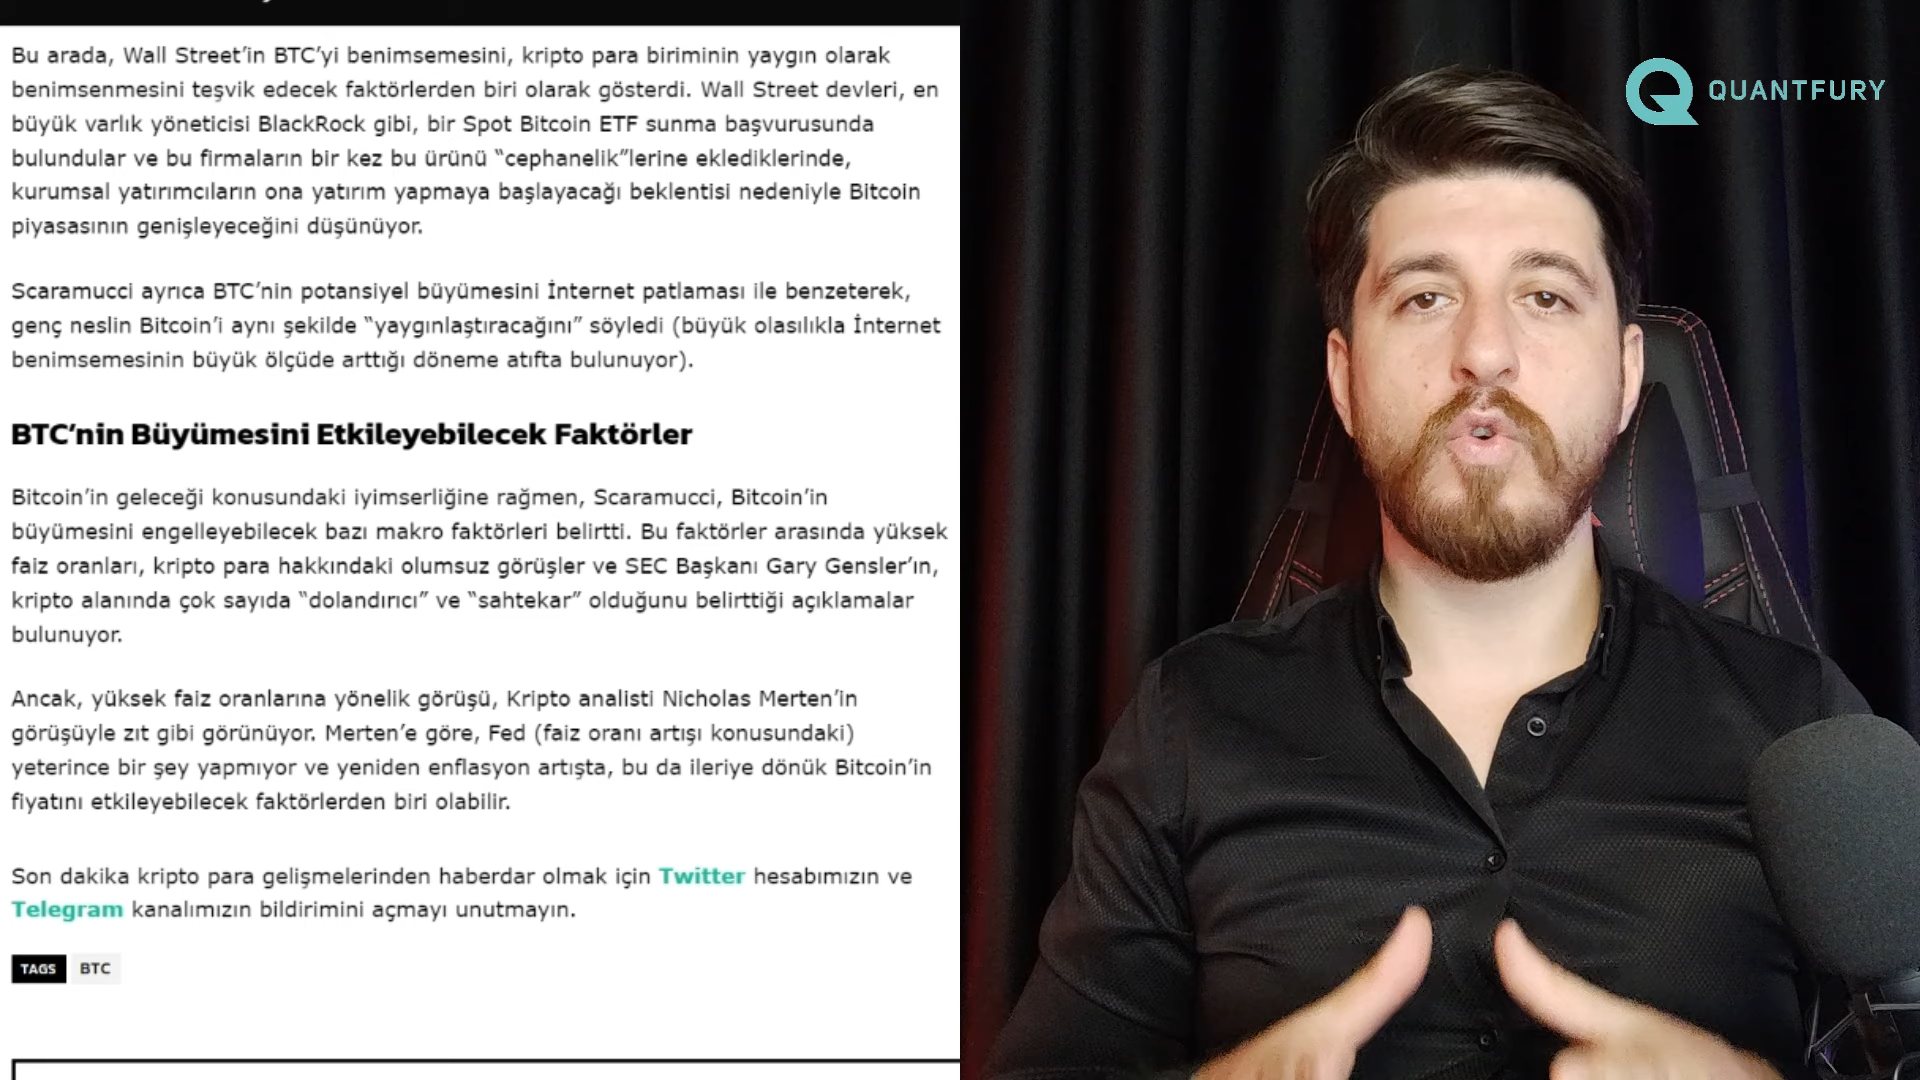 Bu arada, Wall Street’in BTC’yi benimsemesini, kripto para biriminin yaygın olarak
benimsenmesini teşvik edecek faktörlerden biri olarak gösterdi. Wall Street devleri, en
büyük varlık yöneticisi BlackRock gibi, bir Spot Bitcoin ETF sunma başvurusunda
bulundular ve bu firmaların bir kez bu ürünü “cephanelik”lerine eklediklerinde,
kurumsal yatırımcıların ona yatırım yapmaya başlayacağı beklentisi nedeniyle Bitcoin
piyasasının genişleyeceğini düşünüyor.
Scaramucci ayrıca BTC’nin potansiyel büyümesini İnternet patlaması ile benzeterek,
genç neslin Bitcoin’i aynı şekilde “yaygınlaştıracağını” söyledi (büyük olasılıkla İnternet
benimsemesinin büyük ölçüde arttığı döneme atıfta bulunuyor).
BTC’nin Büyümesini Etkileyebilecek Faktörler
Bitcoin’in geleceği konusundaki iyimserliğine rağmen, Scaramucci, Bitcoin’in
büyümesini engelleyebilecek bazı makro faktörleri belirtti. Bu faktörler arasında yüksek
faiz oranları, kripto para hakkındaki olumsuz görüşler ve SEC Başkanı Gary Gensler’ın,
kripto alanında çok sayıda “dolandırıcı” ve “sahtekar” olduğunu belirttiği açıklamalar
bulunuyor.
Ancak, yüksek faiz oranlarına yönelik görüşü, Kripto analisti Nicholas Merten’in
görüşüyle zıt gibi görünüyor. Merten’e göre, Fed (faiz oranı artışı konusundaki)
yeterince bir şey yapmıyor ve yeniden enflasyon artışta, bu da ileriye dönük Bitcoin’in
fiyatını etkileyebilecek faktörlerden biri olabilir.
Son dakika kripto para gelişmelerinden haberdar olmak için Twitter hesabımızın ve
Telegram kanalımızın bildirimini açmayı unutmayın.
TAGS BTC
QUANTFURY